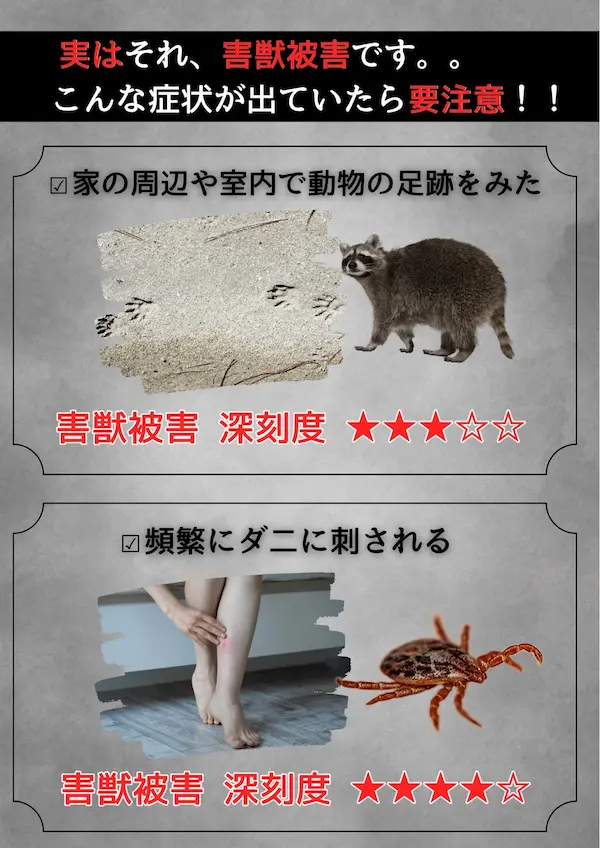 実はそれ、害獣被害です。。
こんな症状が出ていたら要注意！！
☑家の周辺や室内で動物の足跡をみた
害獣被害 深刻度 ★★★☆☆
☑頻繁にダニに刺される
害獣被害 深刻度 ★★★★☆